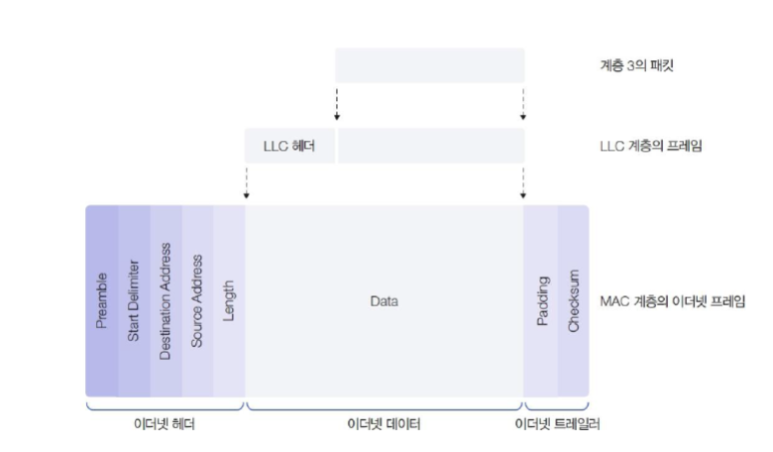 계층 3의 패킷
LLC 헤더
LLC 계층의 프레임
Preamble
Start Delimiter
Destination Address
Source Address
Length
Data
Padding
Checksum
MAC 계층의 이더넷 프레임
이더넷 헤더
이더넷 데이터
이더넷 트레일러